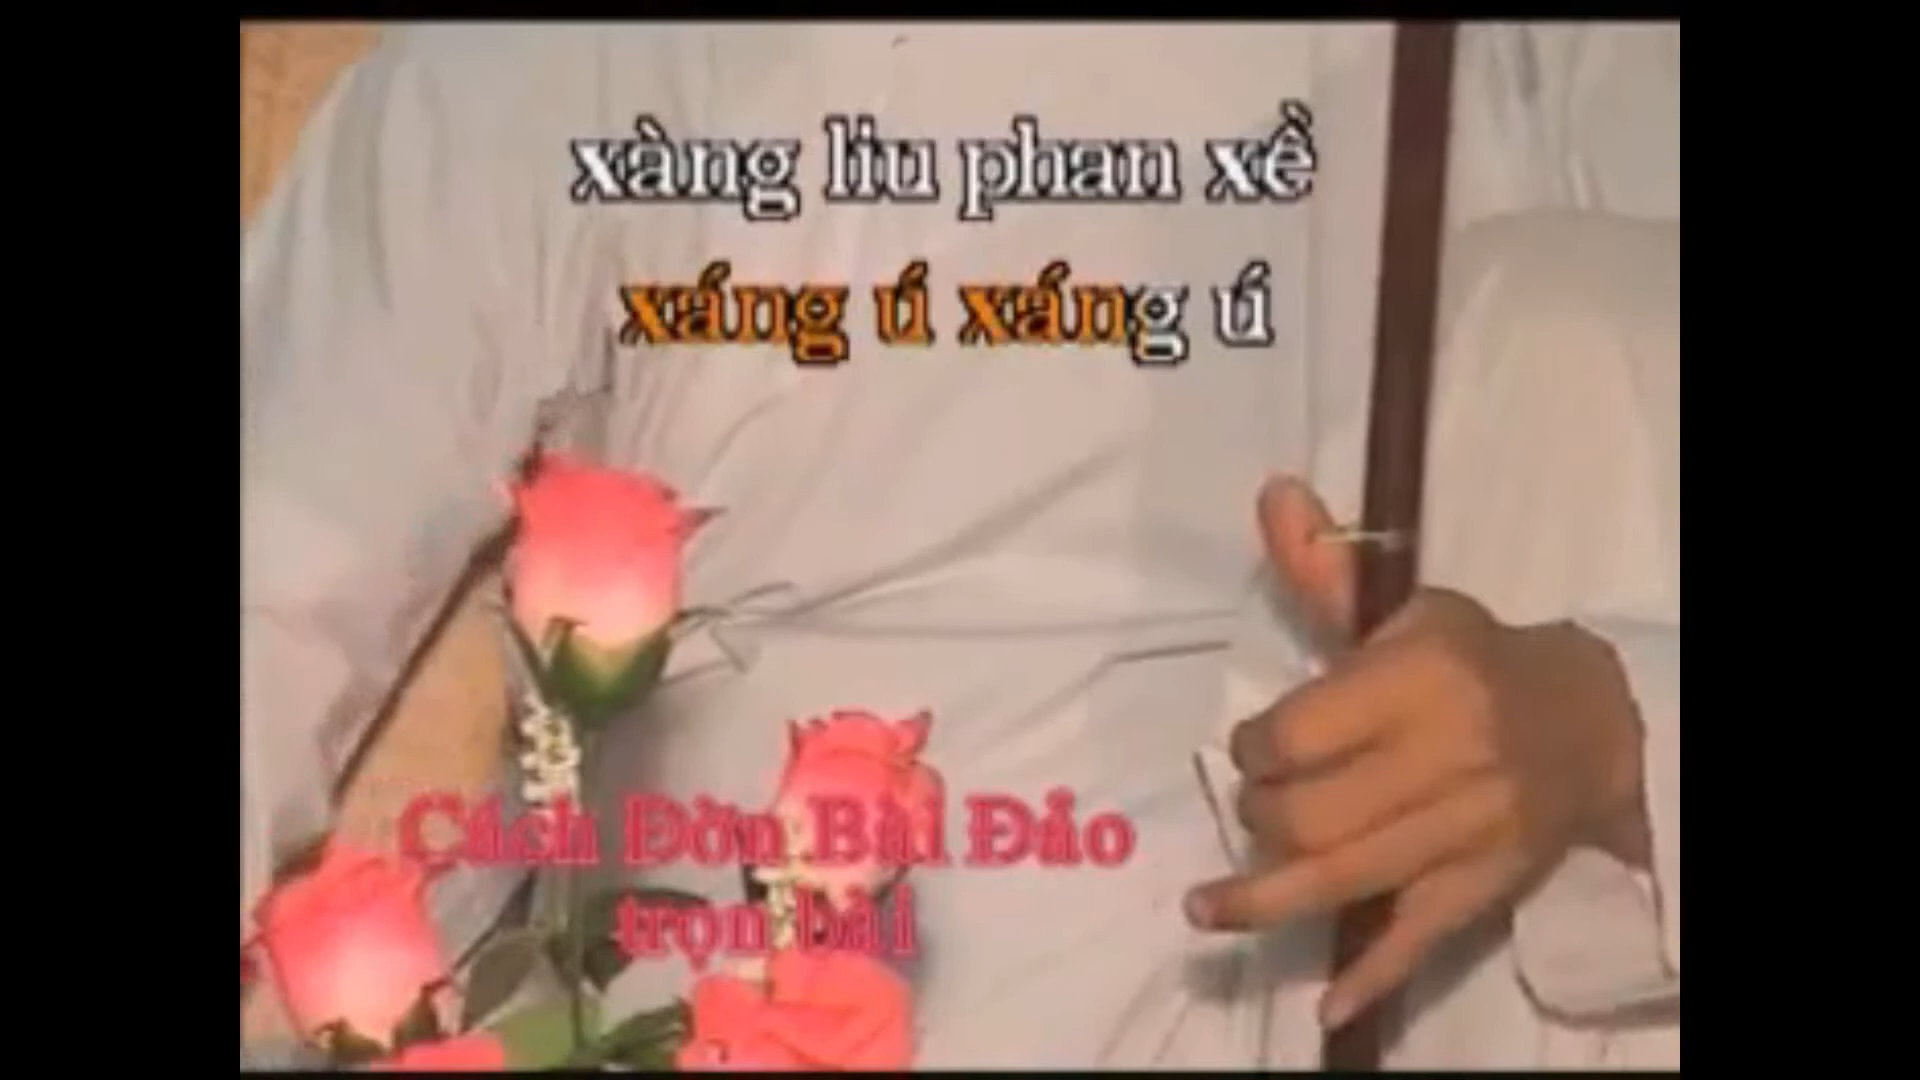 xàng liu phan xề
xáng ú xáng ú
Cách Đờn Bài Đảo
trọn bài